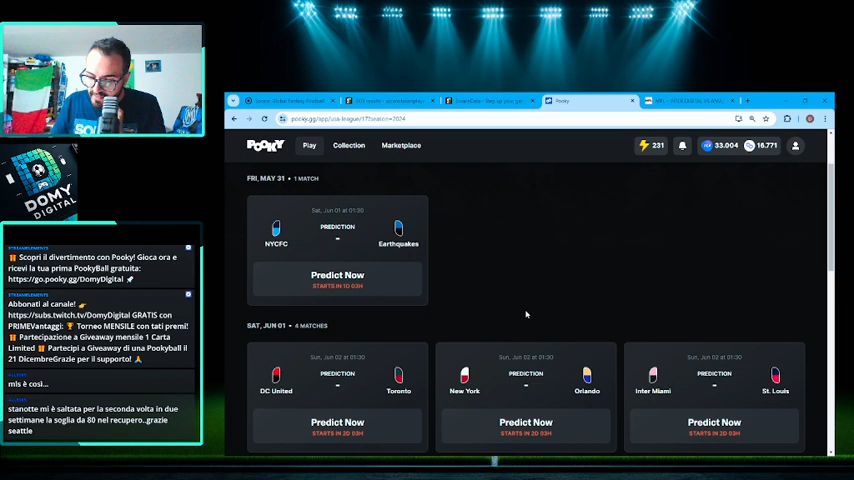 DOMY
DIGITAL
STREAMELEMENTS
🎁 Scopri il divertimento con Pooky! Gioca ora e
ricevi la tua prima PookyBall gratuita:
https://go.pooky.gg/DomyDigital 🚀
STREAMELEMENTS
Abbonati al canale! 👉
https://subs.twitch.tv/DomyDigital GRATIS con
PRIMEVantaggi: 🏆 Torneo MENSILE con tati premi!
🎁 Partecipazione a Giveaway mensile 1 Carta
Limited 🎁 Partecipi a Giveaway di una Pookyball il
21 DicembreGrazie per il supporto! 🙏
mls è così...
stanotte mi è saltata per la seconda volta in due
settimane la soglia da 80 nel recupero..grazie
seattle
Sorare: Global Fantasy Football
Pooky
pooky.gg/app/usa-league/17?season=2024
POOKY
Play
Collection
Marketplace
231
33.004
16.771
FRI, MAY 31 • 1 MATCH
Sat, Jun 01 at 01:30
PREDICTION
-
NYCFC
Earthquakes
Predict Now
STARTS IN 1D 03H
SAT, JUN 01 • 4 MATCHES
Sun, Jun 02 at 01:30
PREDICTION
-
DC United
Toronto
Predict Now
STARTS IN 2D 03H
Sun, Jun 02 at 01:30
PREDICTION
-
New York
Orlando
Predict Now
STARTS IN 2D 03H
Sun, Jun 02 at 01:30
PREDICTION
-
Inter Miami
St. Louis
Predict Now
STARTS IN 2D 03H